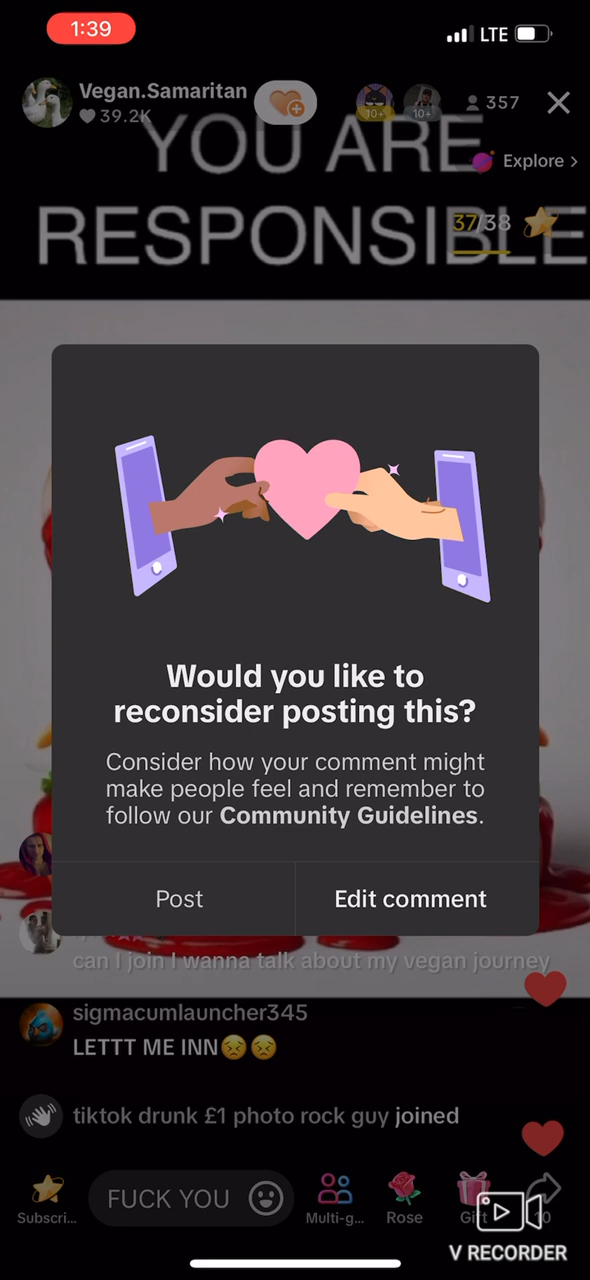 1:39
LTE
Vegan.Samaritan
39.2K
10+
10+
357
YOU ARE
Explore >
RESPONSIBLE
37/38
Would you like to
reconsider posting this?
Consider how your comment might
make people feel and remember to
follow our Community Guidelines.
Post
Edit comment
can I join I wanna talk about my vegan journey
sigmacumlauncher345
LETTT ME INN😣😣
tiktok drunk £1 photo rock guy joined
FUCK YOU
Subscri...
Multi-g...
Rose
Gift
10
V RECORDER